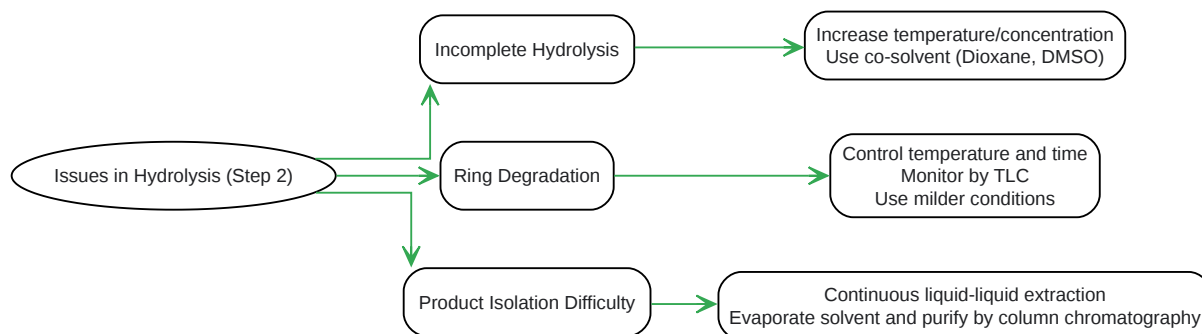 Issues in Hydrolysis (Step 2)
Incomplete Hydrolysis
Increase temperature/concentration
Use co-solvent (Dioxane, DMSO)
Ring Degradation
Control temperature and time
Monitor by TLC
Use milder conditions
Product Isolation Difficulty
Continuous liquid-liquid extraction
Evaporate solvent and purify by column chromatography